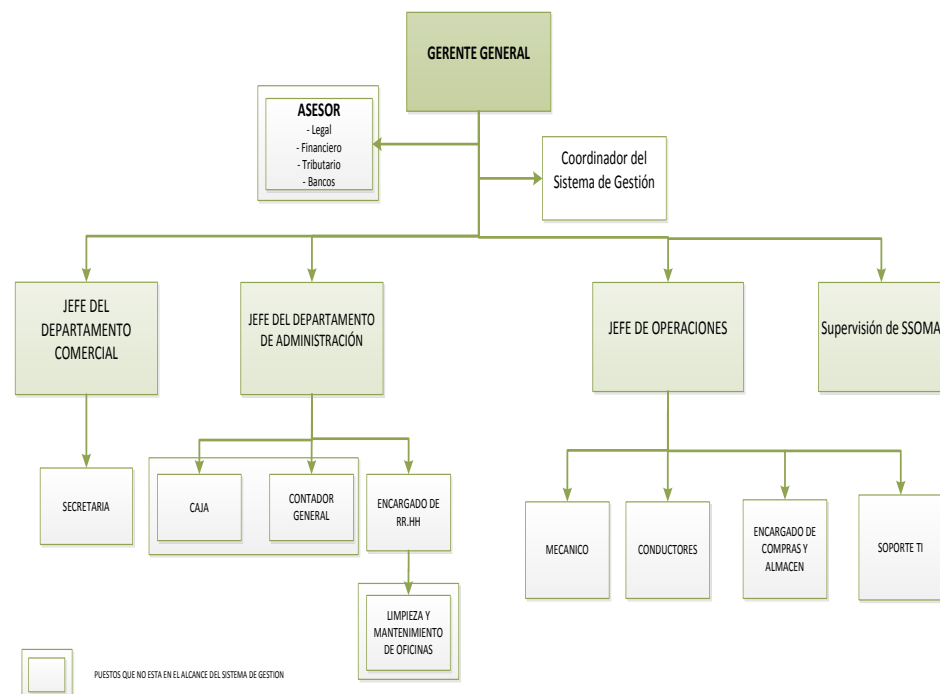 GERENTE GENERAL
ASESOR
- Legal
- Financiero
- Tributario
- Bancos
Coordinador del
Sistema de Gestión
JEFE DEL
DEPARTAMENTO
COMERCIAL
JEFE DEL DEPARTAMENTO
DE ADMINISTRACIÓN
JEFE DE OPERACIONES
Supervisión de SSOMA
SECRETARIA
CAJA
CONTADOR
GENERAL
ENCARGADO DE
RR.HH
MECANICO
CONDUCTORES
ENCARGADO DE
COMPRAS Y
ALMACEN
SOPORTE TI
LIMPIEZA Y
MANTENIMIENTO
DE OFICINAS
PUESTOS QUE NO ESTA EN EL ALCANCE DEL SISTEMA DE GESTION